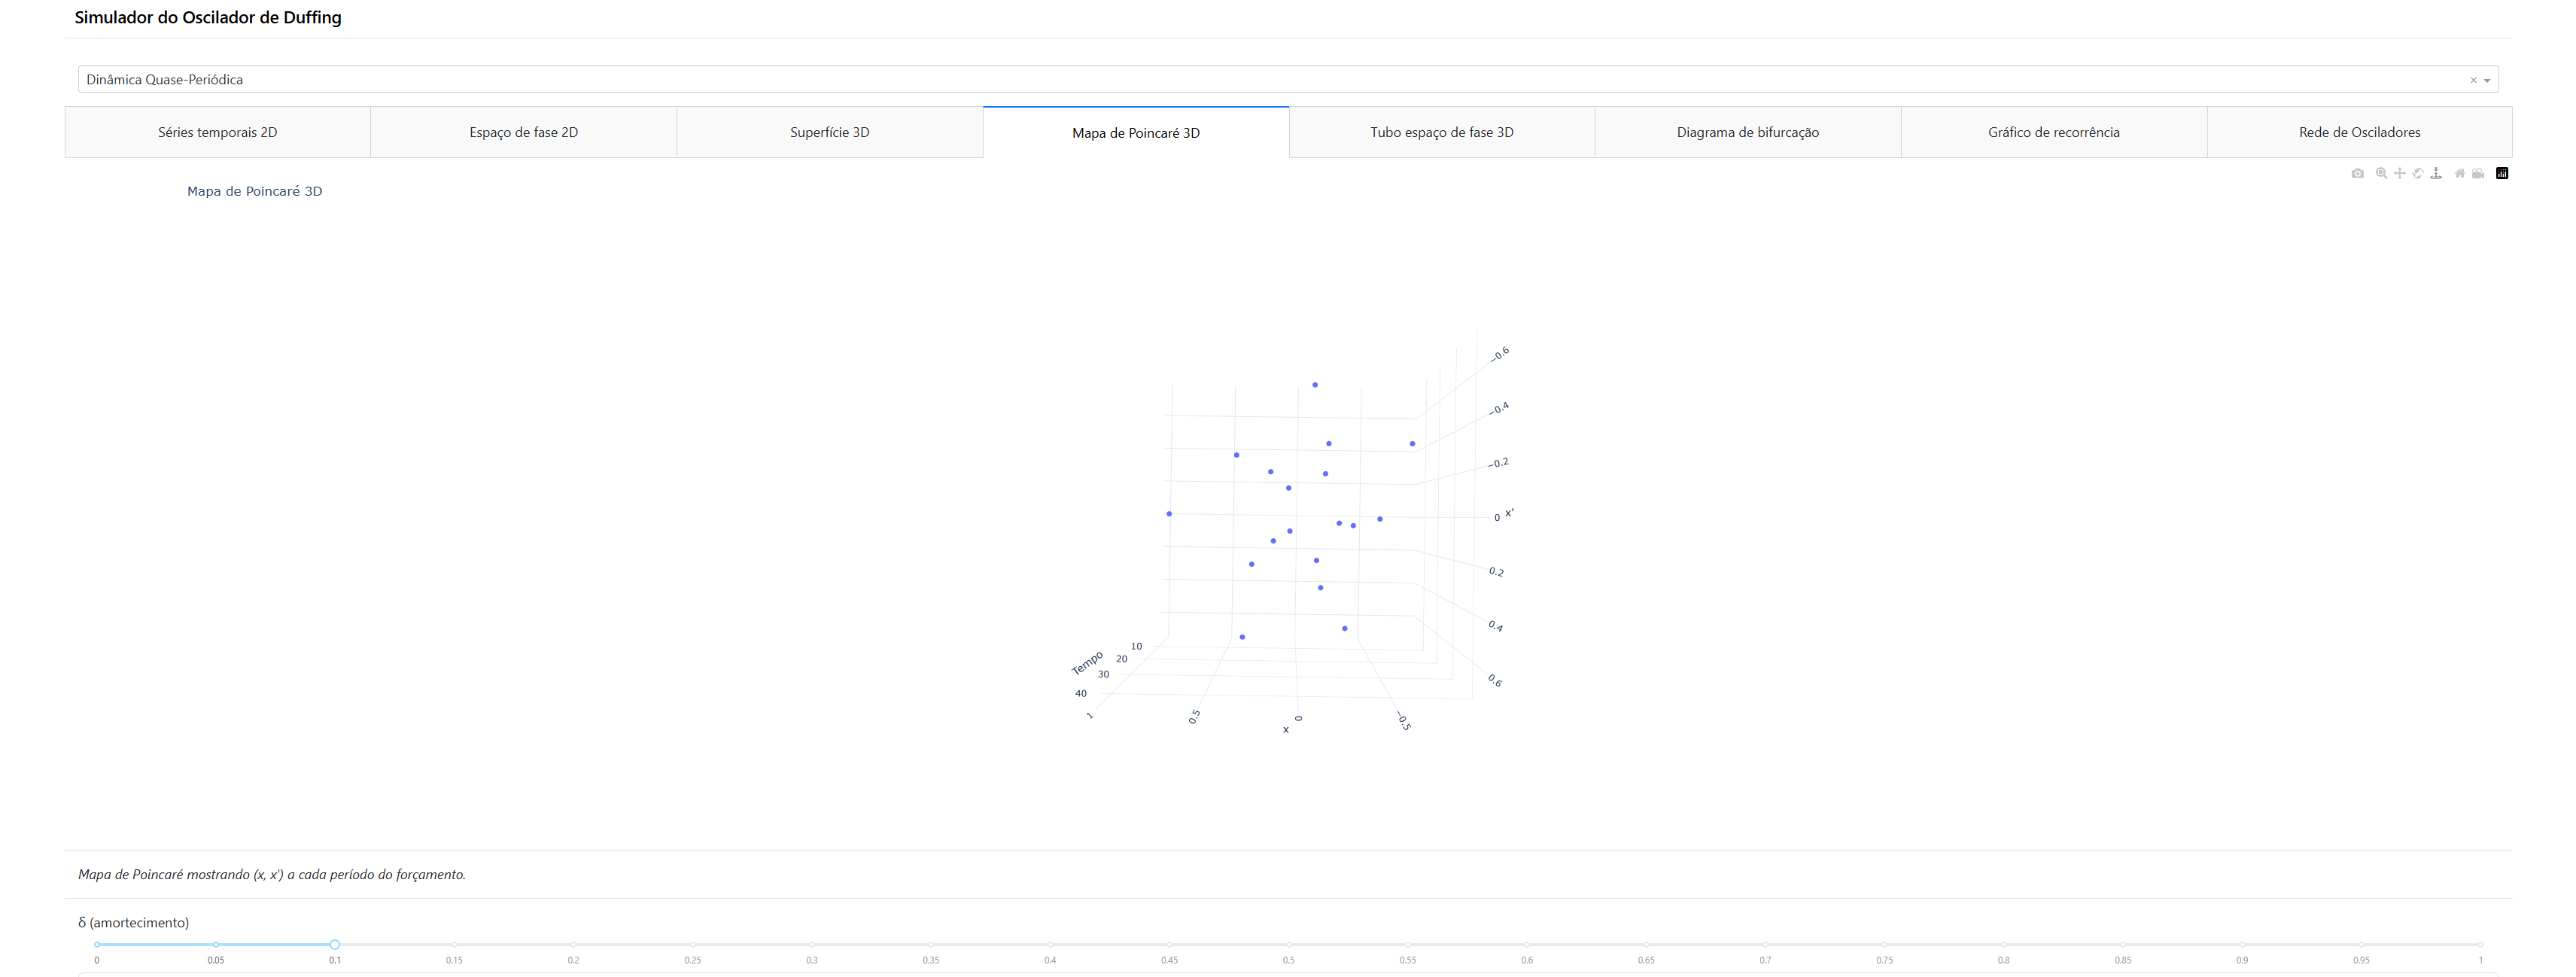 Simulador do Oscilador de Duffing
Dinâmica Quase-Periódica
Séries temporais 2D
Espaço de fase 2D
Superfície 3D
Mapa de Poincaré 3D
Tubo espaço de fase 3D
Diagrama de bifurcação
Gráfico de recorrência
Rede de Osciladores
Mapa de Poincaré 3D
−0.6
−0.4
−0.2
0 x'
0.2
0.4
0.6
Tempo
10
20
30
40
1
0.5
0
−0.5
x
Mapa de Poincaré mostrando (x, x') a cada período do forçamento.
δ (amortecimento)
0 0.05 0.1 0.15 0.2 0.25 0.3 0.35 0.4 0.45 0.5 0.55 0.6 0.65 0.7 0.75 0.8 0.85 0.9 0.95 1